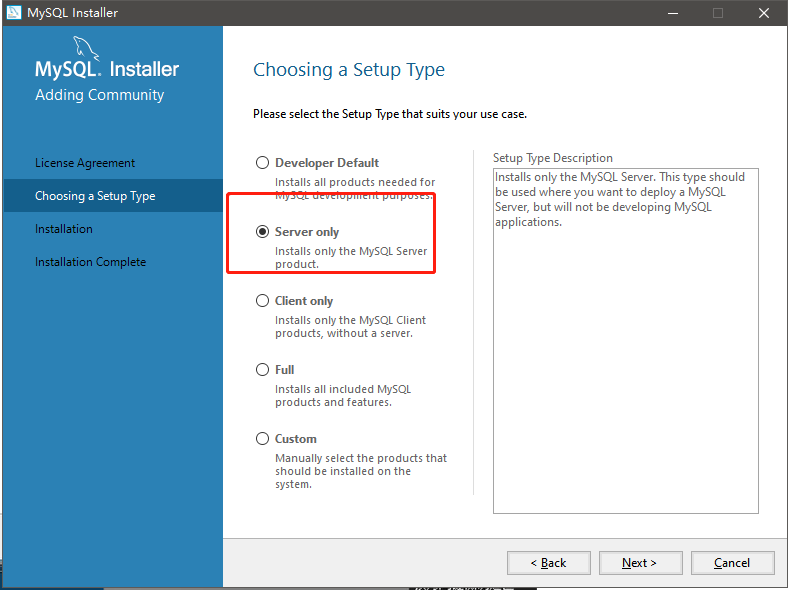 MySQL Installer
MySQL. Installer
Adding Community
License Agreement
Choosing a Setup Type
Installation
Installation Complete
Choosing a Setup Type
Please select the Setup Type that suits your use case.
Developer Default
Installs all products needed for
MySQL development purposes.
Server only
Installs only the MySQL Server
product.
Client only
Installs only the MySQL Client
products, without a server.
Full
Installs all included MySQL
products and features.
Custom
Manually select the products that
should be installed on the
system.
Setup Type Description
Installs only the MySQL Server. This type should
be used where you want to deploy a MySQL
Server, but will not be developing MySQL
applications.
< Back
Next >
Cancel